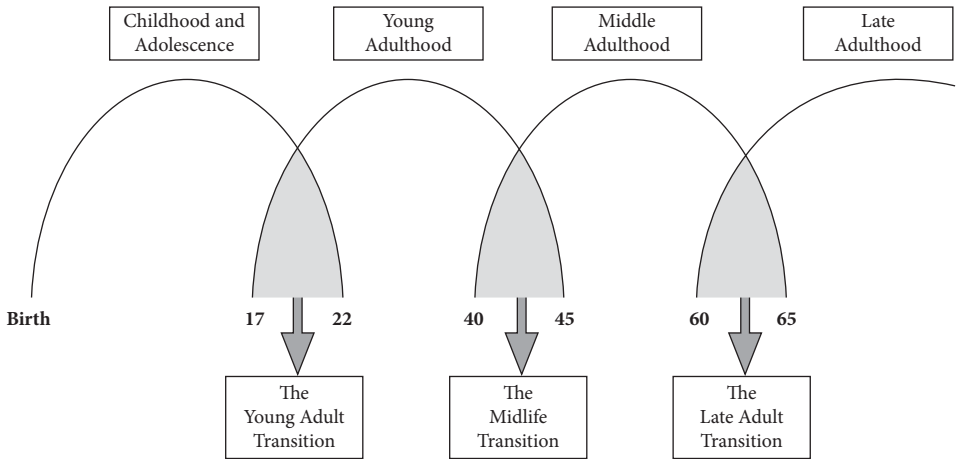 Childhood and
Adolescence
Young
Adulthood
Middle
Adulthood
Late
Adulthood
Birth
17
22
40
45
60
65
The
Young Adult
Transition
The
Midlife
Transition
The
Late Adult
Transition